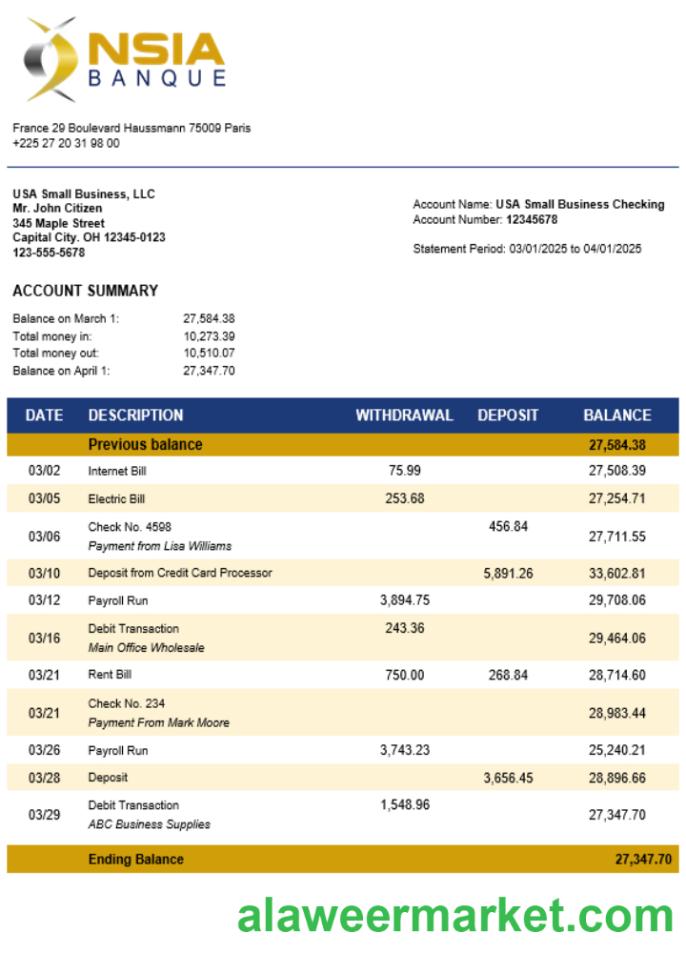 NSIA
BANQUE
France 29 Boulevard Haussmann 75009 Paris
+225 27 20 31 98 00
USA Small Business, LLC
Mr. John Citizen
345 Maple Street
Capital City. OH 12345-0123
123-555-5678
Account Name: USA Small Business Checking
Account Number: 12345678
Statement Period: 03/01/2025 to 04/01/2025
ACCOUNT SUMMARY
Balance on March 1: 27,584.38
Total money in: 10,273.39
Total money out: 10,510.07
Balance on April 1: 27,347.70
DATE DESCRIPTION WITHDRAWAL DEPOSIT BALANCE
Previous balance 27,584.38
03/02 Internet Bill 75.99 27,508.39
03/05 Electric Bill 253.68 27,254.71
03/06 Check No. 4598 456.84 27,711.55
Payment from Lisa Williams
03/10 Deposit from Credit Card Processor 5,891.26 33,602.81
03/12 Payroll Run 3,894.75 29,708.06
03/16 Debit Transaction 243.36 29,464.06
Main Office Wholesale
03/21 Rent Bill 750.00 268.84 28,714.60
03/21 Check No. 234 28,983.44
Payment From Mark Moore
03/26 Payroll Run 3,743.23 25,240.21
03/28 Deposit 3,656.45 28,896.66
03/29 Debit Transaction 1,548.96 27,347.70
ABC Business Supplies
Ending Balance 27,347.70
alaweermarket.com